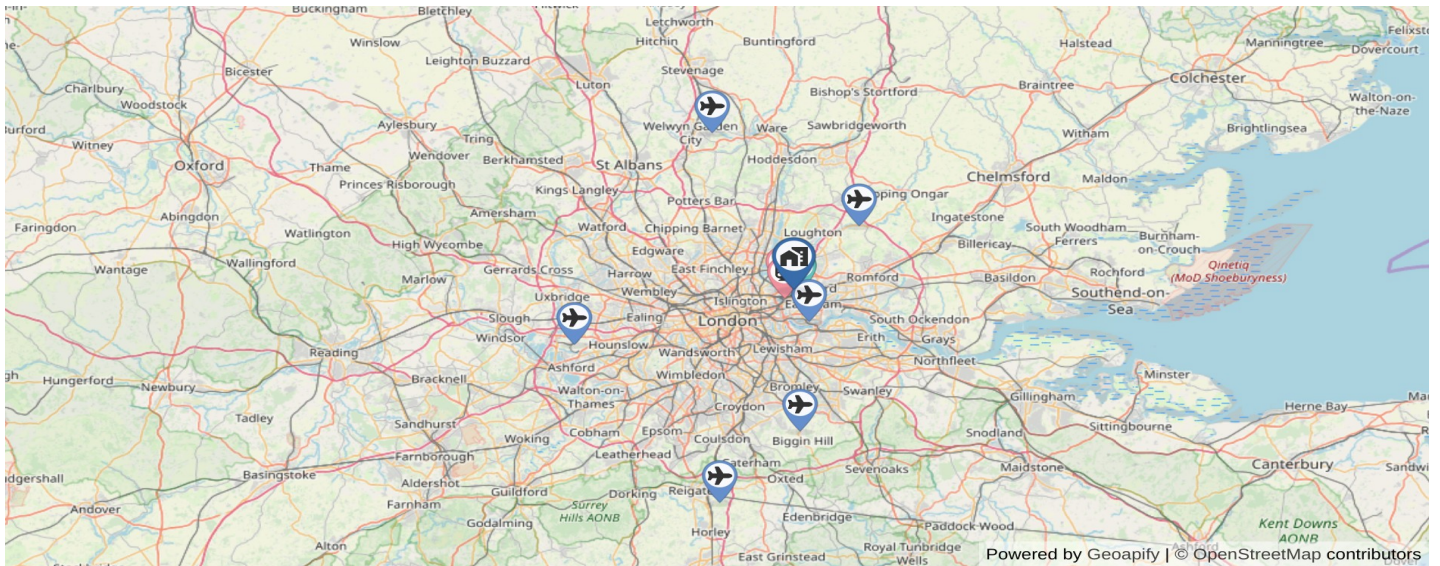 Buckingham
Bletchley
Letchworth
Felixsto
Winslow
Hitchin
Buntingford
Halstead
Manningtree
Dovercourt
Leighton Buzzard
Bicester
Stevenage
Colchester
Charlbury
Luton
Braintree
Woodstock
Bishop's Stortford
Walton-on-
the-Naze
Burford
Aylesbury
Welwyn Garden
City
Ware
Sawbridgeworth
Witham
Brightlingsea
Witney
Tring
Wendover
Berkhamsted
Hoddesdon
Oxford
Thame
St Albans
Chelmsford
Maldon
Princes Risborough
Kings Langley
Potters Bar
pping Ongar
Abingdon
Amersham
Ingatestone
Faringdon
Watlington
Watford
Chipping Barnet
Loughton
South Woodham
Ferrers
Burnham-
on-Crouch
High Wycombe
Edgware
Billericay
Wantage
Wallingford
Marlow
Gerrards Cross
Harrow
East Finchley
Romford
Basildon
Rochford
Qinetiq
(MoD Shoeburyness)
Uxbridge
Wembley
Islington
Southend-on-
Sea
Slough
Ealing
London
South Ockendon
Windsor
Hounslow
Erith
Grays
Reading
Wandsworth
Lewisham
Northfleet
Ashford
Hungerford
Newbury
Bracknell
Wimbledon
Bromley
Swanley
Minster
Walton-on-
Thames
Gillingham
Herne Bay
Tadley
Sandhurst
Croydon
Sittingbourne
Woking
Cobham
Epsom
Coulsdon
Biggin Hill
Snodland
Farnborough
Leatherhead
Caterham
Sevenoaks
Maidstone
Canterbury
Basingstoke
Aldershot
Guildford
Dorking
Reigate
Oxted
Andover
Farnham
Surrey
Hills AONB
Edenbridge
Paddock Wood
Godalming
Horley
Kent Downs
AONB
Alton
East Grinstead
Royal Tunbridge
Wells
Ashford
Powered by Geoapify | © OpenStreetMap contributors